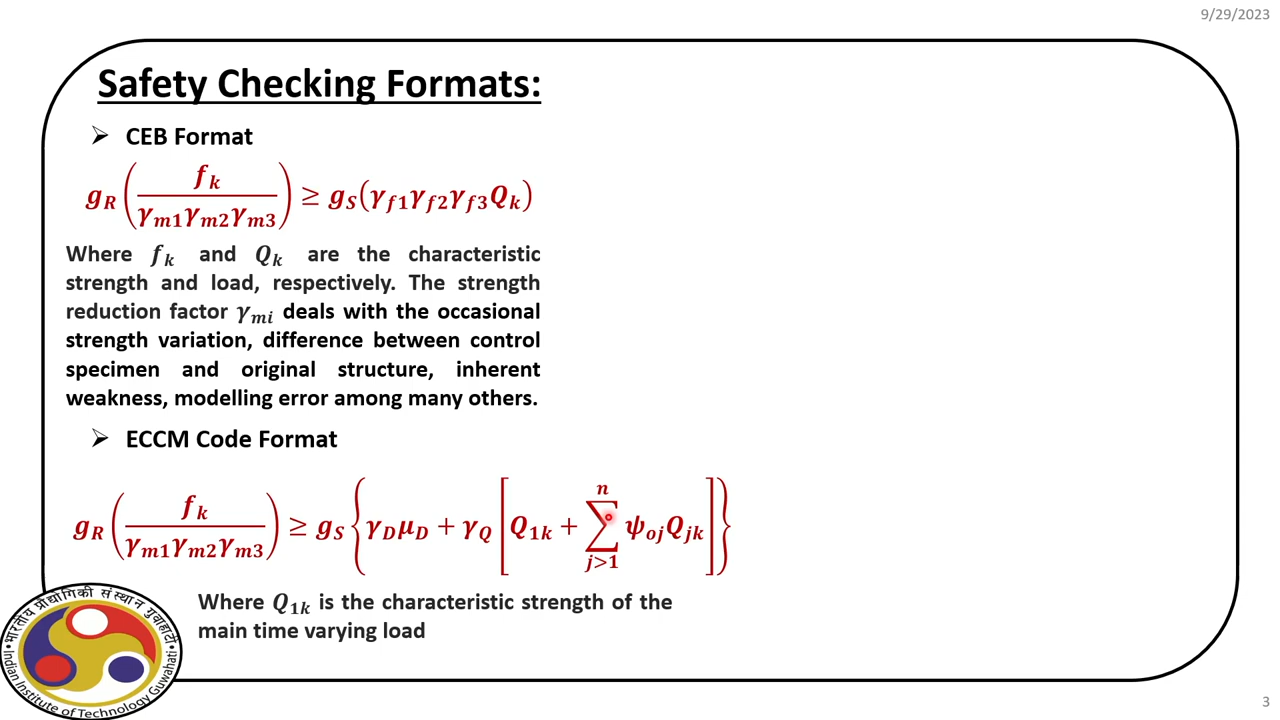 9/29/2023
Safety Checking Formats:
➢ CEB Format
g_R(f_k / γ_m1γ_m2γ_m3) ≥ g_S(γ_f1γ_f2γ_f3Q_k)
Where f_k and Q_k are the characteristic
strength and load, respectively. The strength
reduction factor γ_mi deals with the occasional
strength variation, difference between control
specimen and original structure, inherent
weakness, modelling error among many others.
➢ ECCM Code Format
g_R(f_k / γ_m1γ_m2γ_m3) ≥ g_S{γ_Dμ_D + γ_Q[Q_1k + ∑_{j>1}^{n} ψ_ojQ_jk]}
Where Q_1k is the characteristic strength of the
main time varying load
भारतीय प्रौद्योगिकी संस्थान गुवाहाटी
Indian Institute of Technology Guwahati
3